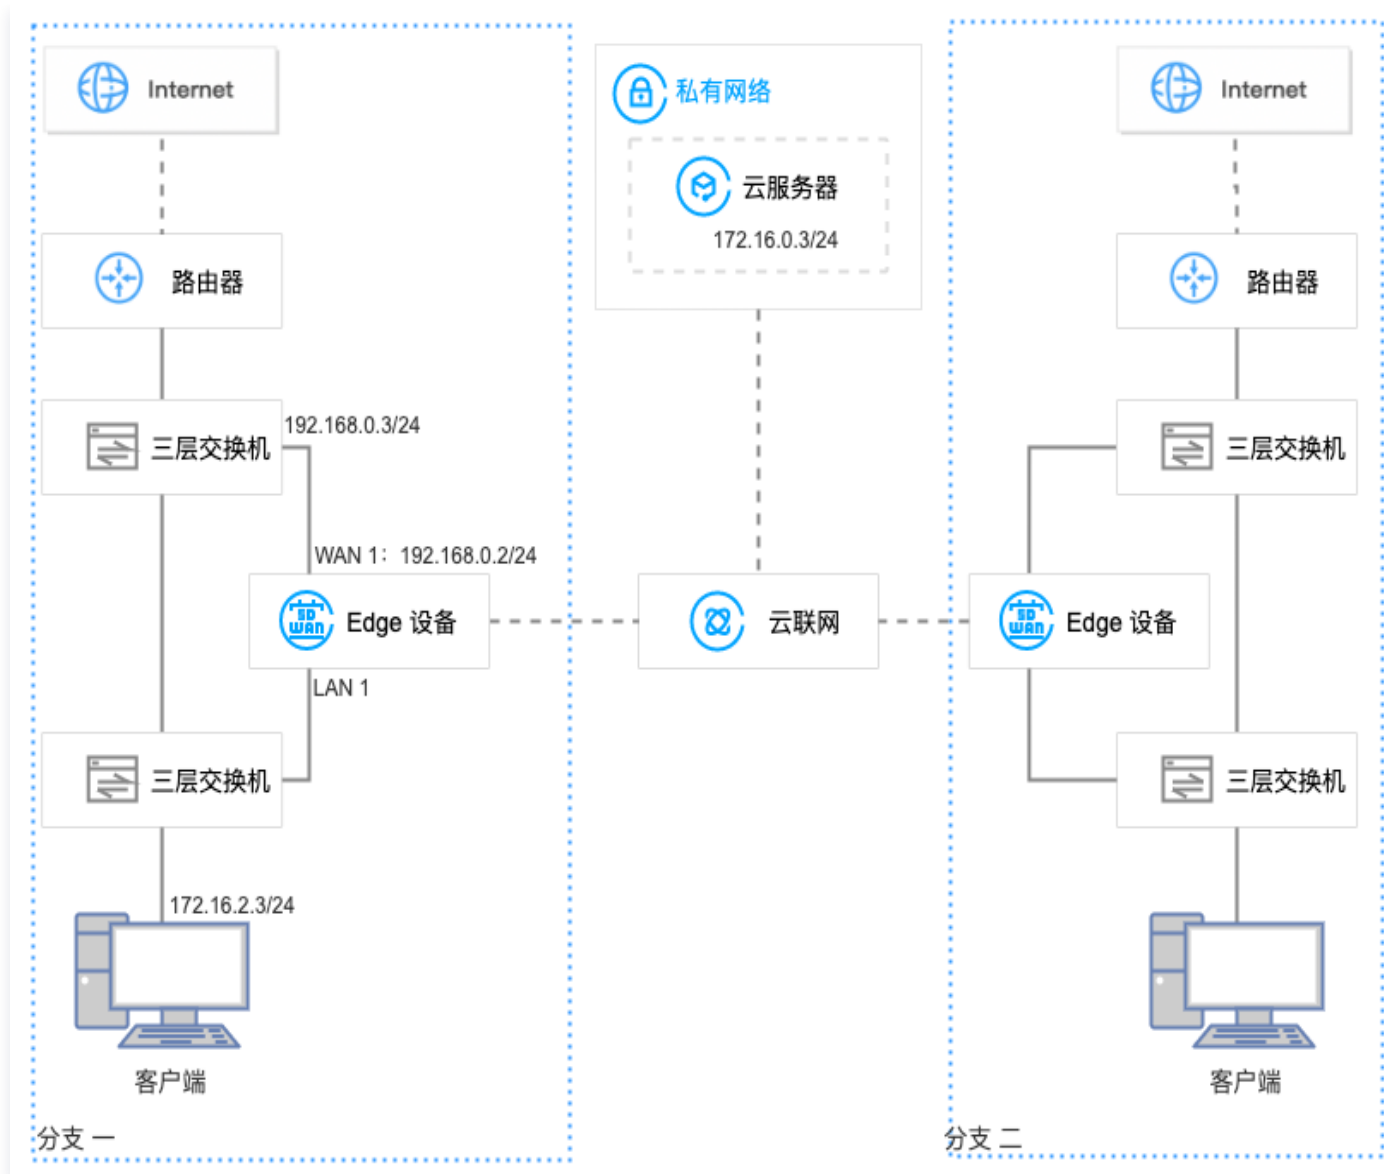 Internet
路由器
三层交换机
192.168.0.3/24
WAN 1：192.168.0.2/24
SD
WAN
Edge 设备
LAN 1
三层交换机
172.16.2.3/24
客户端
分支 一
私有网络
云服务器
172.16.0.3/24
云联网
Internet
路由器
三层交换机
SD
WAN
Edge 设备
三层交换机
客户端
分支 二